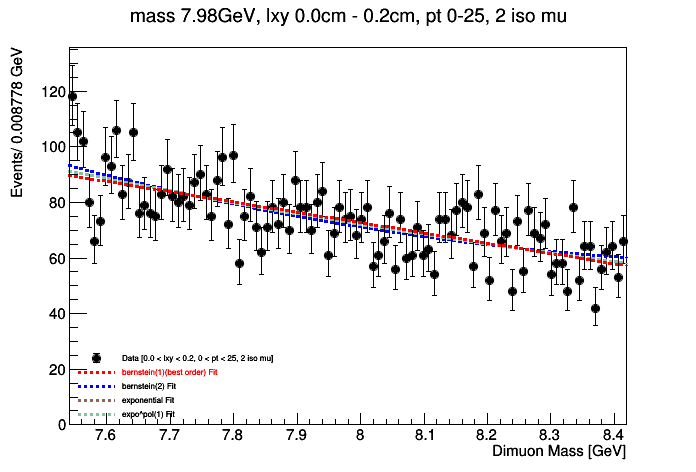 mass 7.98GeV, lxy 0.0cm - 0.2cm, pt 0-25, 2 iso mu
Events/ 0.008778 GeV
120
100
80
60
40
20
0
Data [0.0 < lxy < 0.2, 0 < pt < 25, 2 iso mu]
bernstein(1)(best order) Fit
bernstein(2) Fit
exponential Fit
expo*pol(1) Fit
7.6 7.7 7.8 7.9 8 8.1 8.2 8.3 8.4
Dimuon Mass [GeV]